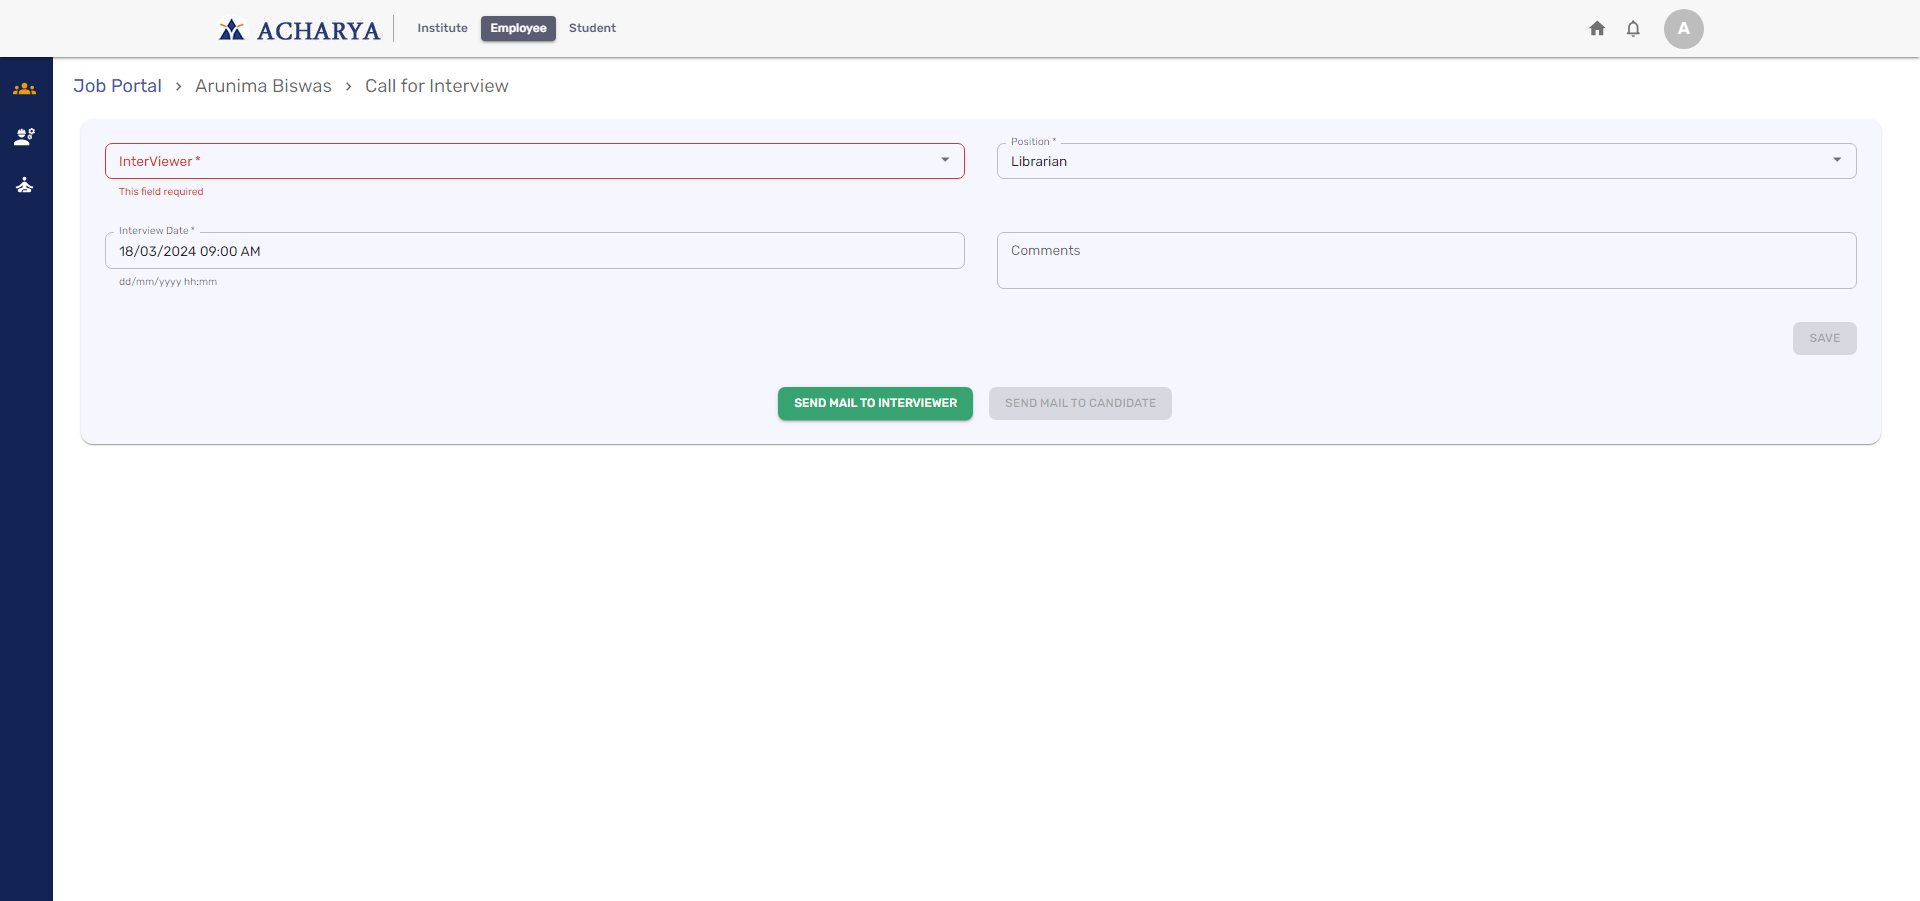 ACHARYA
Institute
Employee
Student
A
Job Portal › Arunima Biswas › Call for Interview
InterViewer *
This field required
Position *
Librarian
Interview Date *
18/03/2024 09:00 AM
dd/mm/yyyy hh:mm
Comments
SAVE
SEND MAIL TO INTERVIEWER
SEND MAIL TO CANDIDATE